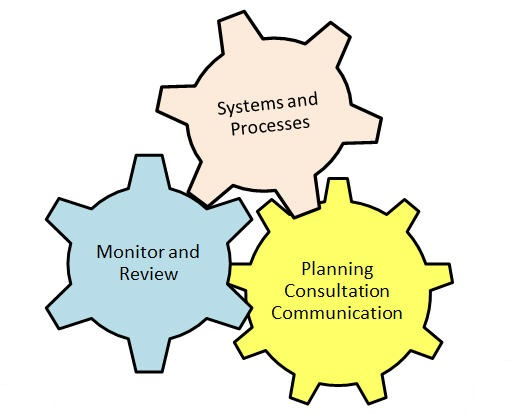 Systems and
Processes
Monitor and
Review
Planning
Consultation
Communication